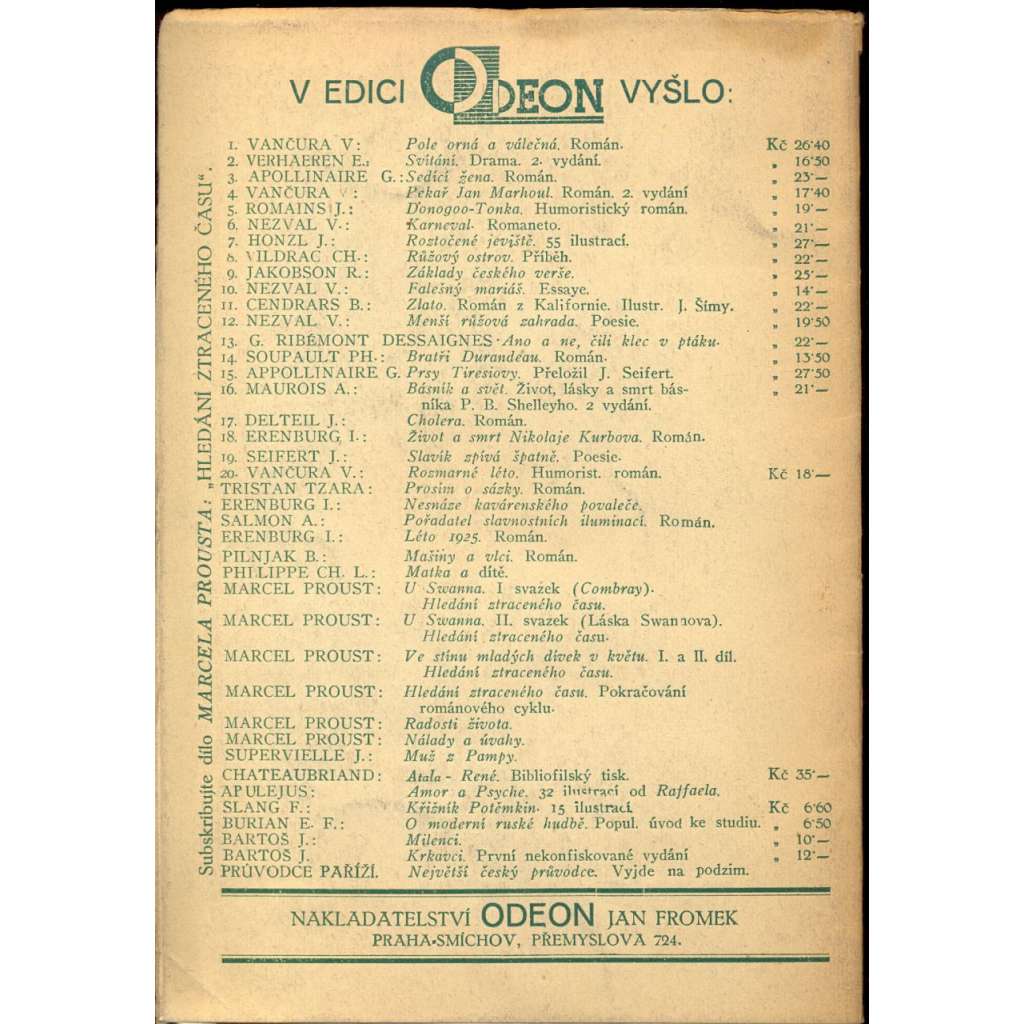 V EDICI ODEON VYŠLO:
1. VANČURA V: Pole orná a válečná. Román. Kč 26·40
2. VERHAEREN E.: Svítání. Drama. 2. vydání. „ 16·50
3. APOLLINAIRE G.: Sedící žena. Román. „ 23·—
4. VANČURA V: Pekař Jan Marhoul. Román. 2. vydání „ 17·40
5. ROMAINS J.: Donogoo-Tonka. Humoristický román. „ 19·—
6. NEZVAL V.: Karneval. Romaneto. „ 21·—
7. HONZL J.: Roztočené jeviště. 55 ilustrací. „ 27·—
8. VILDRAC CH.: Růžový ostrov. Příběh. „ 22·—
9. JAKOBSON R.: Základy českého verše. „ 25·—
10. NEZVAL V.: Falešný mariáš. Essaye. „ 14·—
11. CENDRARS B.: Zlato. Román z Kalifornie. Ilustr. J. Šímy. „ 22·—
12. NEZVAL V.: Menší růžová zahrada. Poesie. „ 19·50
13. G. RIBÉMONT DESSAIGNES· Ano a ne, čili klec v ptáku. „ 22·—
14. SOUPAULT PH.: Bratři Durandeau. Román. „ 13·50
15. APPOLLINAIRE G. Prsy Tiresiovy. Přeložil J. Seifert. „ 27·50
16. MAUROIS A.: Básník a svět. Život, lásky a smrt bás- „ 21·—
níka P. B. Shelleyho. 2 vydání.
17. DELTEIL J.: Cholera. Román.
18. ERENBURG I.: Život a smrt Nikolaje Kurbova. Román.
19. SEIFERT J.: Slavík zpívá špatně. Poesie.
20. VANČURA V.: Rozmarné léto. Humorist. román. Kč 18·—
"TRISTAN TZARA: Prosím o sázky. Román.
ERENBURG I.: Nesnáze kavárenského povaleče.
SALMON A.: Pořadatel slavnostních iluminací. Román.
ERENBURG I.: Léto 1925. Román.
PILNJAK B.: Mašiny a vlci. Román.
PHILIPPE CH. L.: Matka a dítě.
MARCEL PROUST: U Swanna. I svazek (Combray).
Hledání ztraceného času.
MARCEL PROUST: U Swanna. II. svazek (Láska Swannova).
Hledání ztraceného času.
MARCEL PROUST: Ve stínu mladých dívek v květu. I. a II. díl.
Hledání ztraceného času.
MARCEL PROUST: Hledání ztraceného času. Pokračování
románového cyklu.
MARCEL PROUST: Radosti života.
MARCEL PROUST: Nálady a úvahy.
SUPERVIELLE J.: Muž z Pampy.
CHATEAUBRIAND: Atala - René. Bibliofilský tisk. Kč 35·—
APULEJUS: Amor a Psyche. 32 ilustrací od Raffaela.
SLANG F.: Křižník Potěmkin. 15 ilustrací. Kč 6·60
BURIAN E. F.: O moderní ruské hudbě. Popul. úvod ke studiu. „ 6·50
BARTOŠ J.: Milenci. „ 10·—
BARTOŠ J. Krkavci. První nekonfiskované vydání „ 12·—
PRŮVODCE PAŘÍŽÍ. Největší český průvodce. Vyjde na podzim.
Subskribujte dílo MARCELA PROUSTA: „HLEDÁNÍ ZTRACENÉHO ČASU".
NAKLADATELSTVÍ ODEON JAN FROMEK
PRAHA-SMÍCHOV, PŘEMYSLOVA 724.